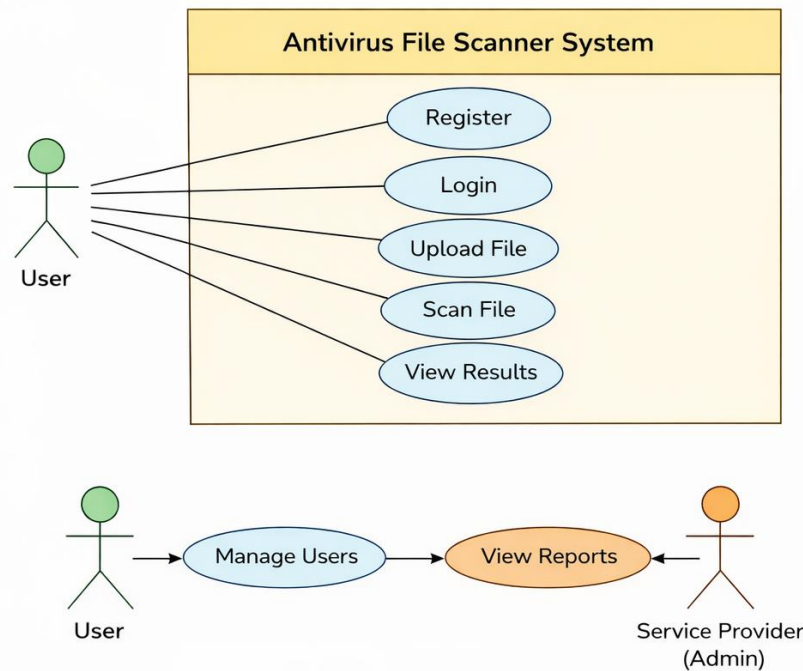 Antivirus File Scanner System
Register
Login
Upload File
Scan File
View Results
User
Manage Users
View Reports
User
Service Provider
(Admin)